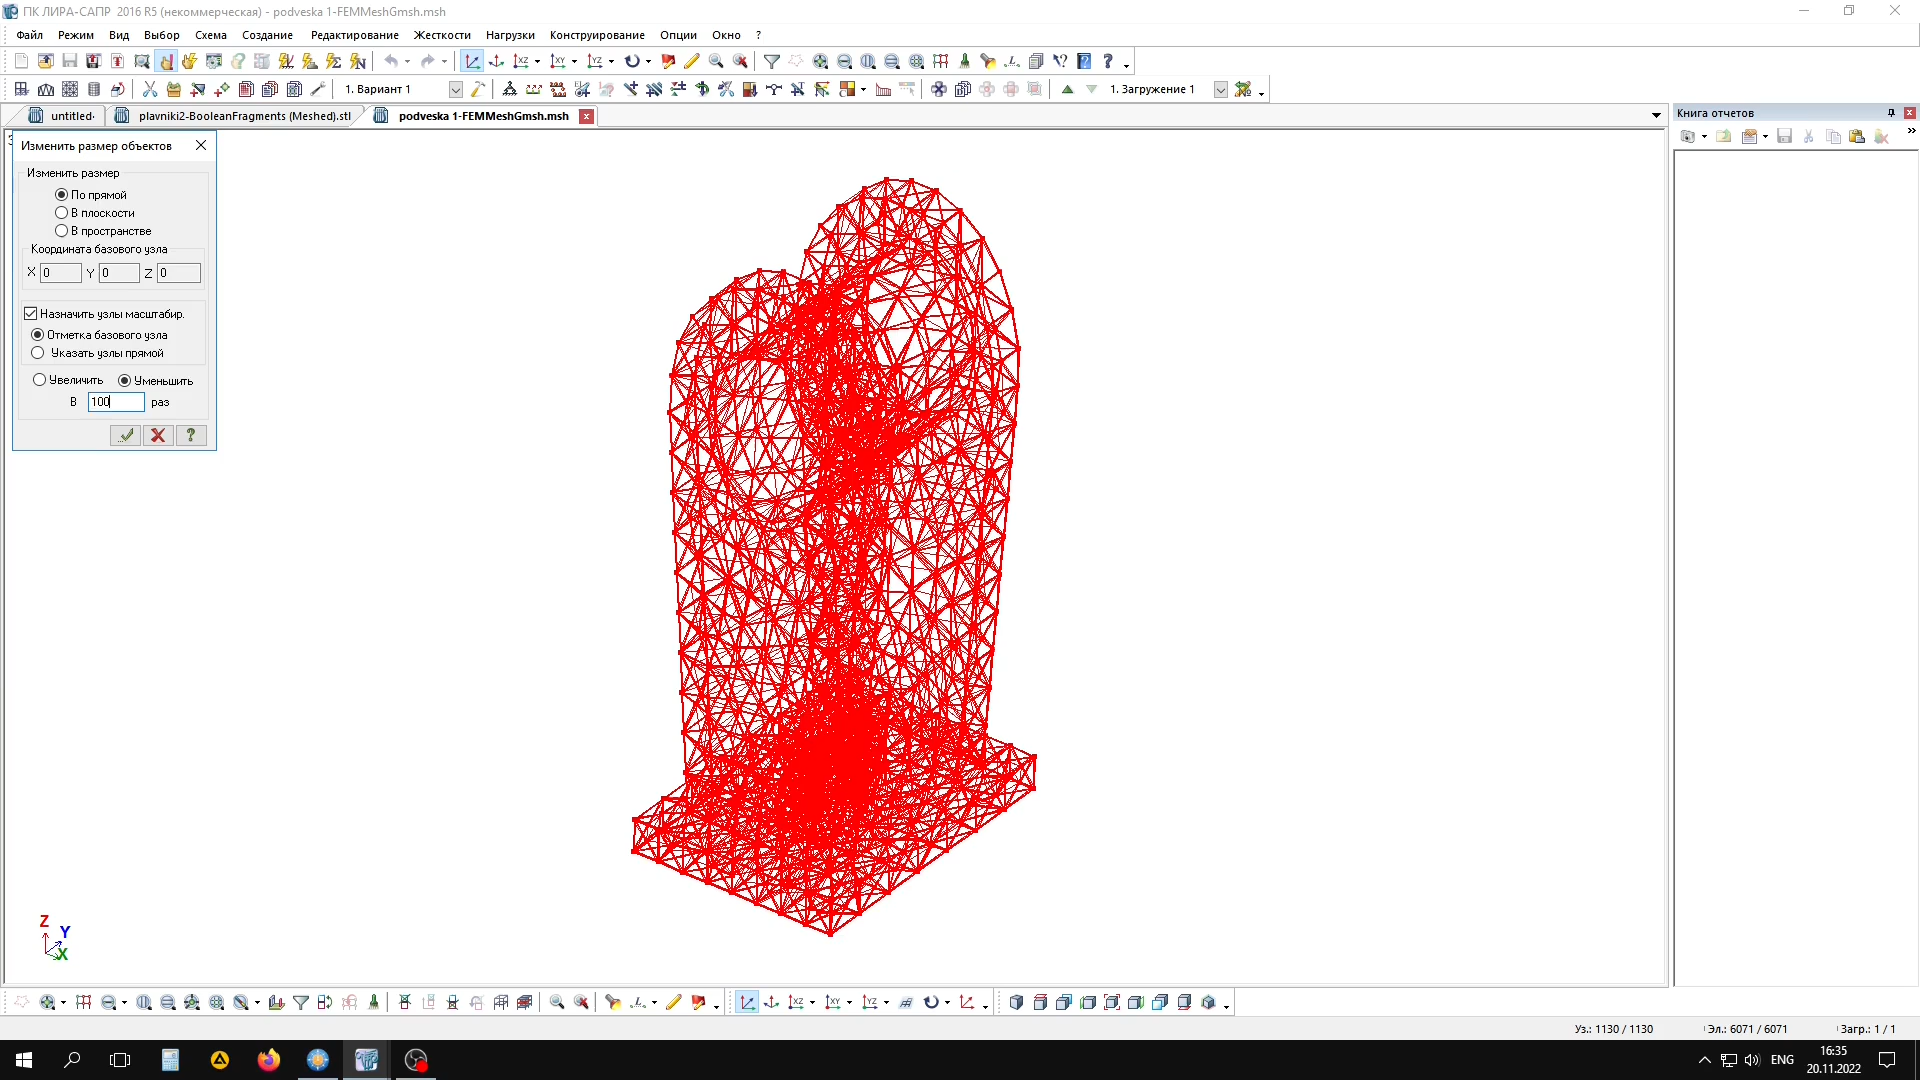 ПК ЛИРА-САПР 2016 R5 (некоммерческая) - podveska 1-FEMMeshGmsh.msh
Файл Режим Вид Выбор Схема Создание Редактирование Жесткости Нагрузки Конструирование Опции Окно ?
1. Вариант 1
1. Загружение 1
untitled
plavniki2-BooleanFragments (Meshed).stl
podveska 1-FEMMeshGmsh.msh
Книга отчетов
Изменить размер объектов
Изменить размер
По прямой
В плоскости
В пространстве
Координата базового узла
X 0 Y 0 Z 0
Назначить узлы масштабир.
Отметка базового узла
Указать узлы прямой
Увеличить Уменьшить
В 100 раз
Z
Y
X
Уз.: 1130 / 1130 Эл.: 6071 / 6071 Загр.: 1 / 1
ENG
16:35
20.11.2022